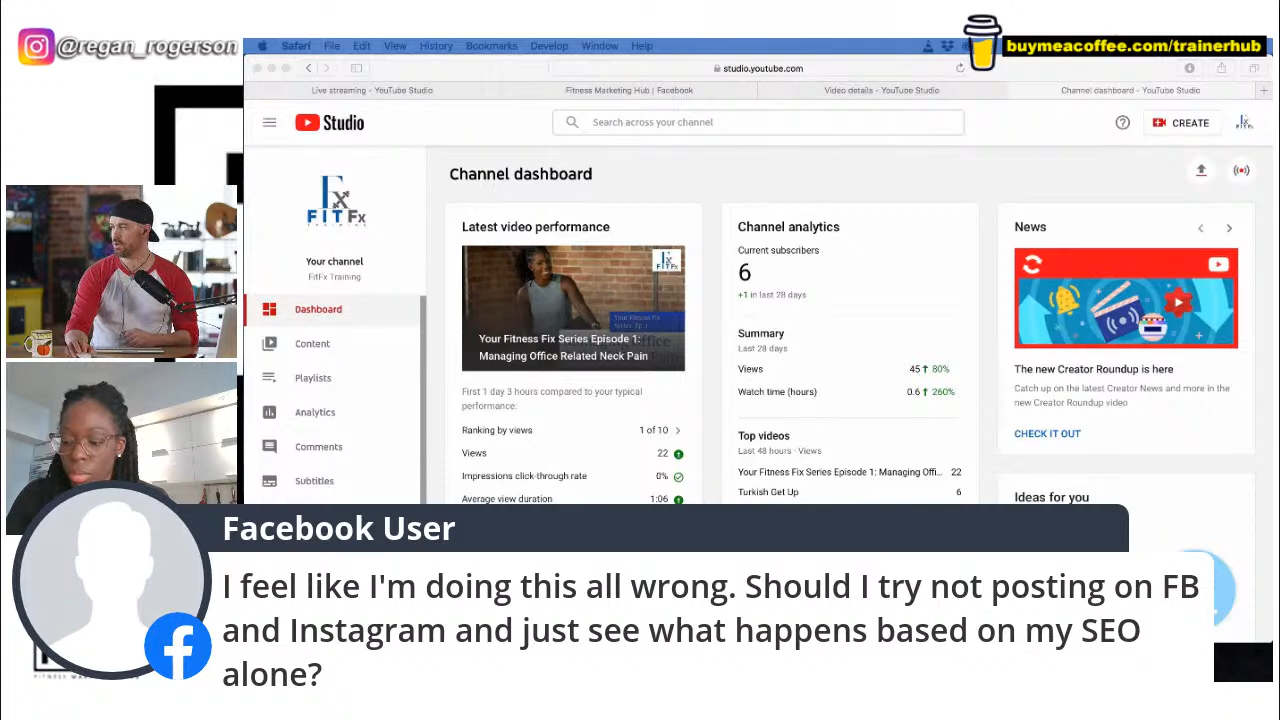 @regan_rogerson
buymeacoffee.com/trainerhub
Safari File Edit View History Bookmarks Develop Window Help
studio.youtube.com
Live streaming - YouTube Studio
Fitness Marketing Hub | Facebook
Video details - YouTube Studio
Channel dashboard - YouTube Studio
Studio
Search across your channel
CREATE
Fx
FITFx
Your channel
FitFx Training
Dashboard
Content
Playlists
Analytics
Comments
Subtitles
Channel dashboard
Latest video performance
FITFx
Your Fitness Fix Series Episode 1:
Managing Office Related Neck Pain
First 1 day 3 hours compared to your typical
performance:
Ranking by views 1 of 10
Views 22
Impressions click-through rate 0%
Average view duration 1:06
Channel analytics
Current subscribers
6
+1 in last 28 days
Summary
Last 28 days
Views 45 80%
Watch time (hours) 0.6 260%
Top videos
Last 48 hours · Views
Your Fitness Fix Series Episode 1: Managing Offi... 22
Turkish Get Up 6
News
The new Creator Roundup is here
Catch up on the latest Creator News and more in the
new Creator Roundup video
CHECK IT OUT
Ideas for you
Facebook User
I feel like I'm doing this all wrong. Should I try not posting on FB
and Instagram and just see what happens based on my SEO
alone?